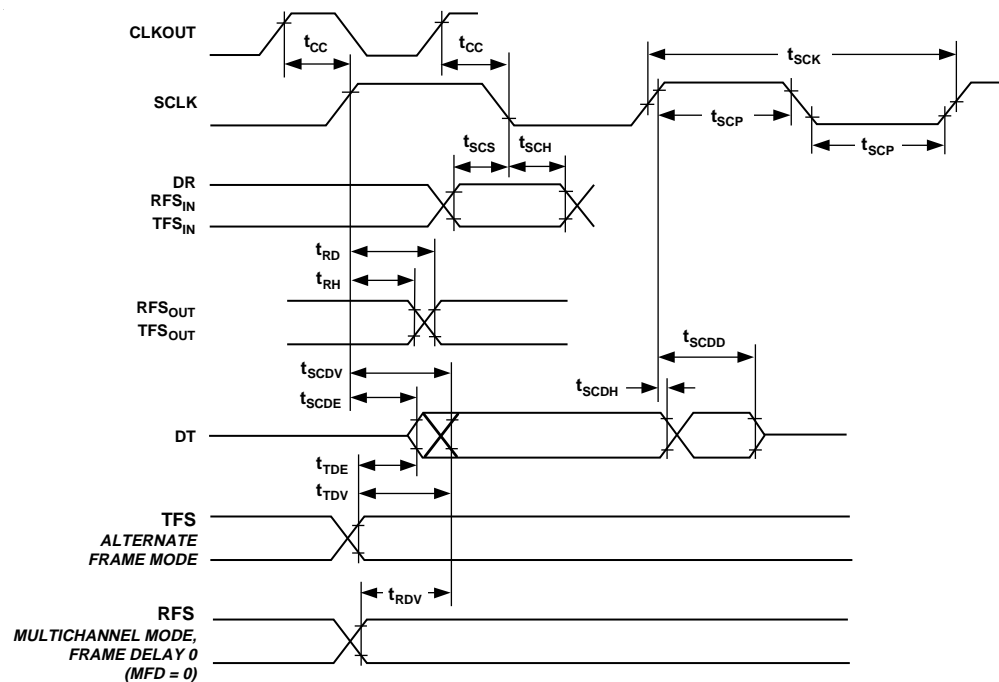 CLKOUT
tCC
tCC
tSCK
SCLK
tSCP
tSCP
tSCS
tSCH
DR
RFSIN
TFSIN
tRD
tRH
RFSOUT
TFSOUT
tSCDD
tSCDV
tSCDH
tSCDE
DT
tTDE
tTDV
TFS
ALTERNATE
FRAME MODE
tRDV
RFS
MULTICHANNEL MODE,
FRAME DELAY 0
(MFD = 0)